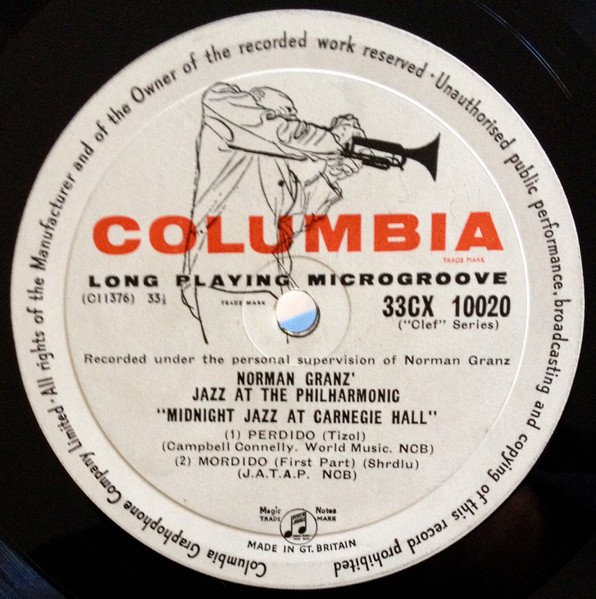 Columbia Graphophone Company Limited · All rights of the Manufacturer and of the Owner of the recorded work reserved · Unauthorised public performance, broadcasting and copying of this record prohibited
COLUMBIA
TRADE MARK
LONG PLAYING MICROGROOVE
(C11376) 33⅓
TRADE MARK
33CX 10020
("Clef" Series)
Recorded under the personal supervision of Norman Granz
NORMAN GRANZ'
JAZZ AT THE PHILHARMONIC
"MIDNIGHT JAZZ AT CARNEGIE HALL"
(1) PERDIDO (Tizol)
(Campbell Connelly. World Music. NCB)
(2) MORDIDO (First Part) (Shrdlu)
(J.A.T.A.P. NCB)
Magic Notes
TRADE MARK
MADE IN GT. BRITAIN